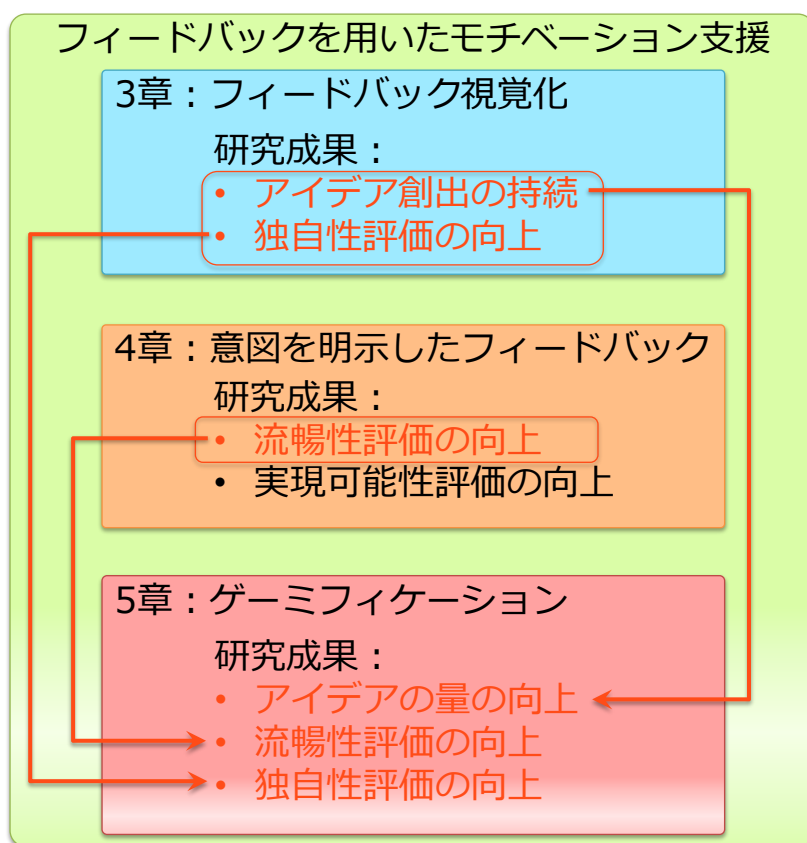 フィードバックを用いたモチベーション支援
3章：フィードバック視覚化
研究成果：
• アイデア創出の持続
• 独自性評価の向上
4章：意図を明示したフィードバック
研究成果：
• 流暢性評価の向上
• 実現可能性評価の向上
5章：ゲーミフィケーション
研究成果：
• アイデアの量の向上
• 流暢性評価の向上
• 独自性評価の向上